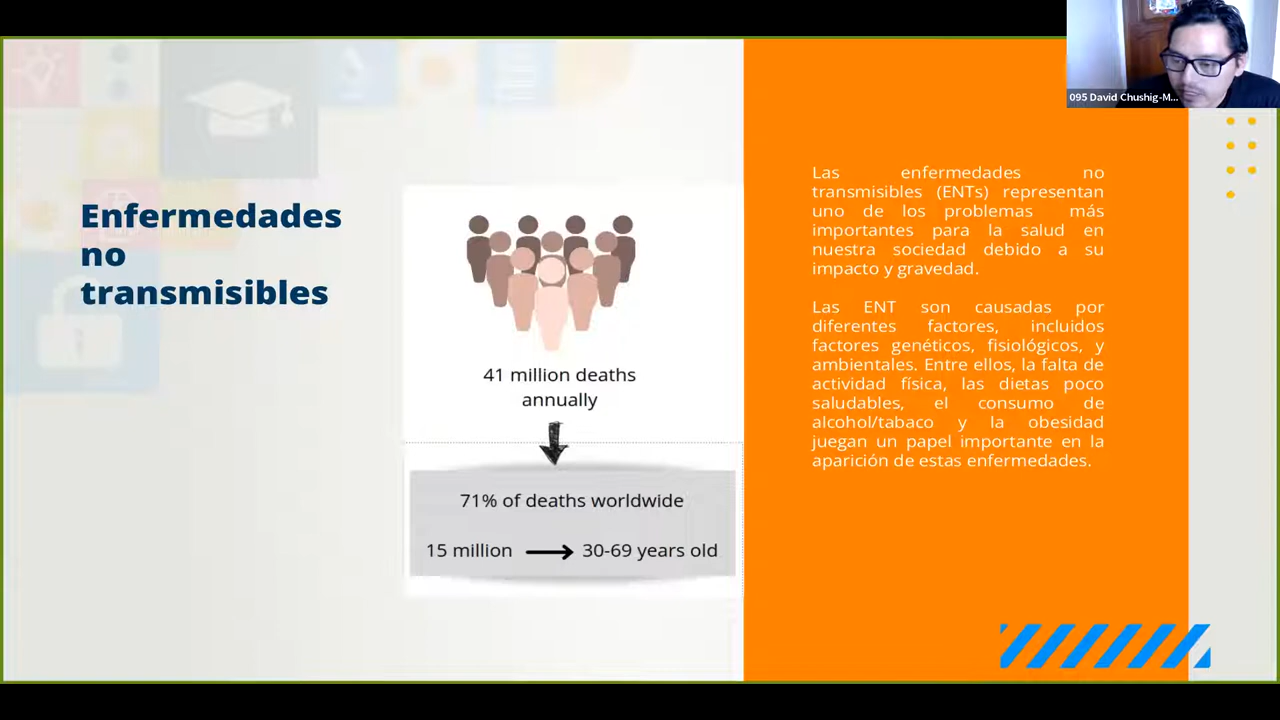 095 David Chushig-M...
Enfermedades
no
transmisibles
41 million deaths
annually
71% of deaths worldwide
15 million
30-69 years old
Las enfermedades no
transmisibles (ENTs) representan
uno de los problemas más
importantes para la salud en
nuestra sociedad debido a su
impacto y gravedad.
Las ENT son causadas por
diferentes factores, incluidos
factores genéticos, fisiológicos, y
ambientales. Entre ellos, la falta de
actividad física, las dietas poco
saludables, el consumo de
alcohol/tabaco y la obesidad
juegan un papel importante en la
aparición de estas enfermedades.